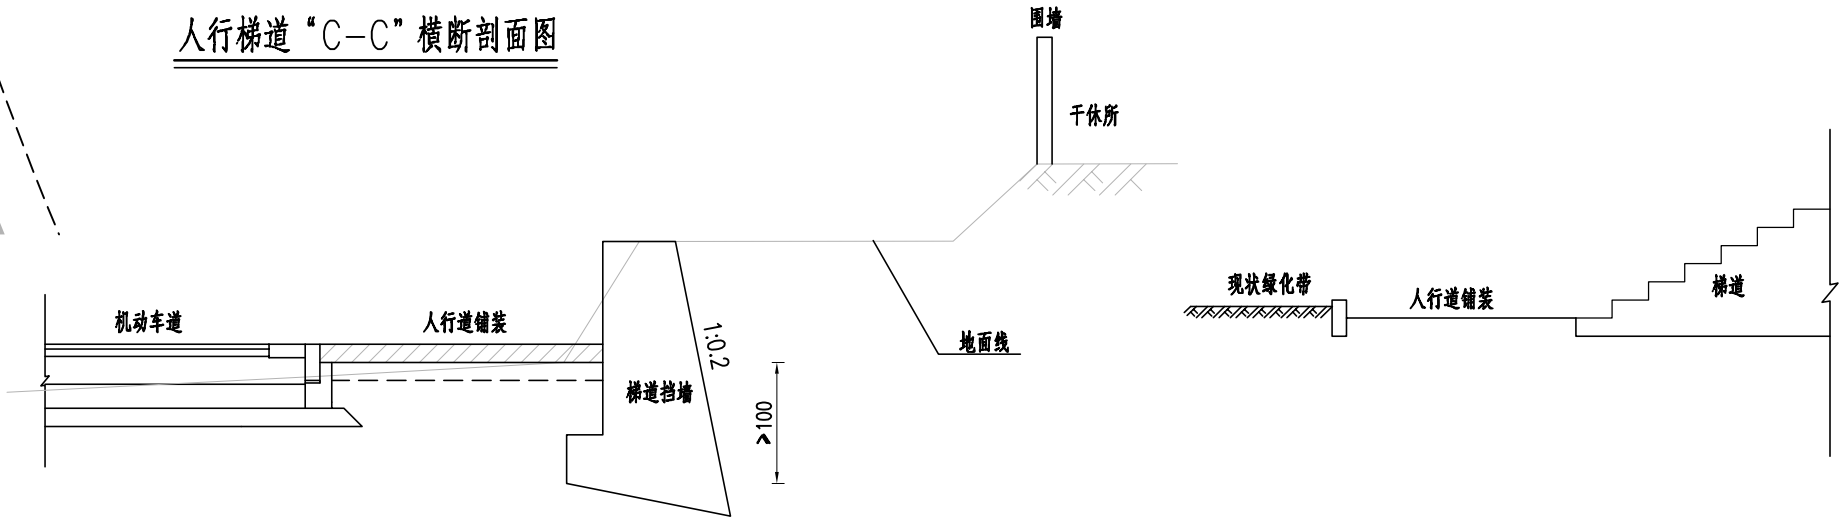 人行梯道“C-C”横断剖面图
围墙
干休所
机动车道
人行道铺装
1:0.2
梯道挡墙
>100
地面线
现状绿化带
人行道铺装
梯道